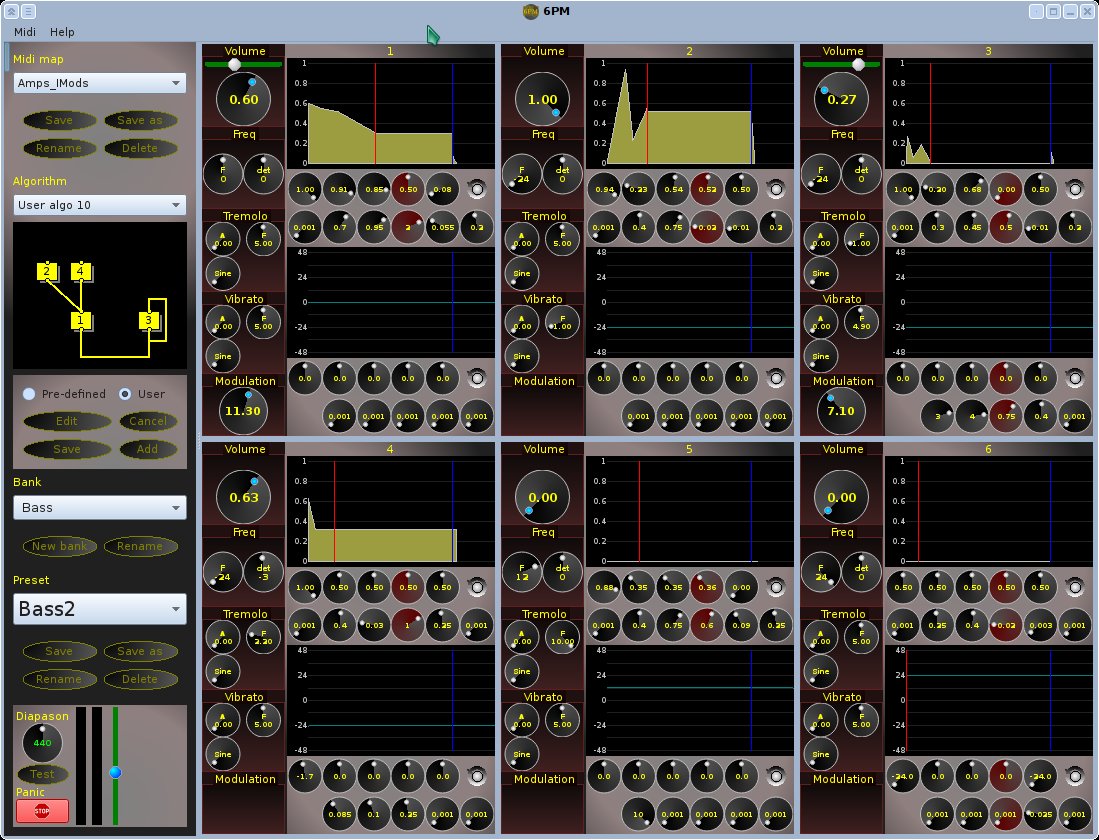 6PM
6PM
Midi Help
Midi map
Amps_IMods
Save Save as
Rename Delete
Algorithm
User algo 10
2 4
1 3
Pre-defined User
Edit Cancel
Save Add
Bank
Bass
New bank Rename
Preset
Bass2
Save Save as
Rename Delete
Diapason
440
Test
Panic
STOP
Volume 1
0.60
Freq
F 0 det 0
Tremolo
A 0.00 F 5.00
Sine
Vibrato
A 0.00 F 5.00
Sine
Modulation
11.30
1
0.8
0.6
0.4
0.2
0
1.00 0.91 0.85 0.50 0.08
0.001 0.7 0.95 2 0.055 0.2
48
24
0
-24
-48
0.0 0.0 0.0 0.0 0.0
0.001 0.001 0.001 0.001 0.001
Volume 2
1.00
Freq
F -24 det 0
Tremolo
A 0.00 F 5.00
Sine
Vibrato
A 0.00 F 1.00
Sine
Modulation
1
0.8
0.6
0.4
0.2
0
0.94 0.23 0.54 0.52 0.50
0.001 0.4 0.75 0.02 0.01 0.2
48
24
0
-24
-48
0.0 0.0 0.0 0.0 0.0
0.001 0.001 0.001 0.001 0.001
Volume 3
0.27
Freq
F -24 det 0
Tremolo
A 0.00 F 1.00
Sine
Vibrato
A 0.00 F 4.90
Sine
Modulation
7.10
1
0.8
0.6
0.4
0.2
0
1.00 0.20 0.68 0.00 0.50
0.001 0.3 0.45 0.5 0.01 0.2
48
24
0
-24
-48
0.0 0.0 0.0 0.0 0.0
3 4 0.75 0.4 0.001
Volume 4
0.63
Freq
F -24 det -3
Tremolo
A 0.00 F 2.20
Sine
Vibrato
A 0.00 F 5.00
Sine
Modulation
1
0.8
0.6
0.4
0.2
0
1.00 0.50 0.50 0.50 0.50
0.001 0.4 0.03 1 0.25 0.001
48
24
0
-24
-48
-1.7 0.0 0.0 0.0 0.0
0.085 0.1 0.25 0.001 0.001
Volume 5
0.00
Freq
F 12 det 0
Tremolo
A 0.00 F 10.00
Sine
Vibrato
A 0.00 F 5.00
Sine
Modulation
1
0.8
0.6
0.4
0.2
0
0.88 0.35 0.35 0.36 0.00
0.001 0.4 0.75 0.6 0.09 0.25
48
24
0
-24
-48
0.0 0.0 0.0 0.0 0.0
10 0.001 0.001 0.001 0.001
Volume 6
0.00
Freq
F 24 det 0
Tremolo
A 0.00 F 5.00
Sine
Vibrato
A 0.00 F 5.00
Sine
Modulation
1
0.8
0.6
0.4
0.2
0
0.50 0.50 0.50 0.50 0.50
0.001 0.25 0.4 0.02 0.003 0.001
48
24
0
-24
-48
-24.0 0.0 0.0 0.0 -24.0
0.001 0.001 0.001 0.025 0.001